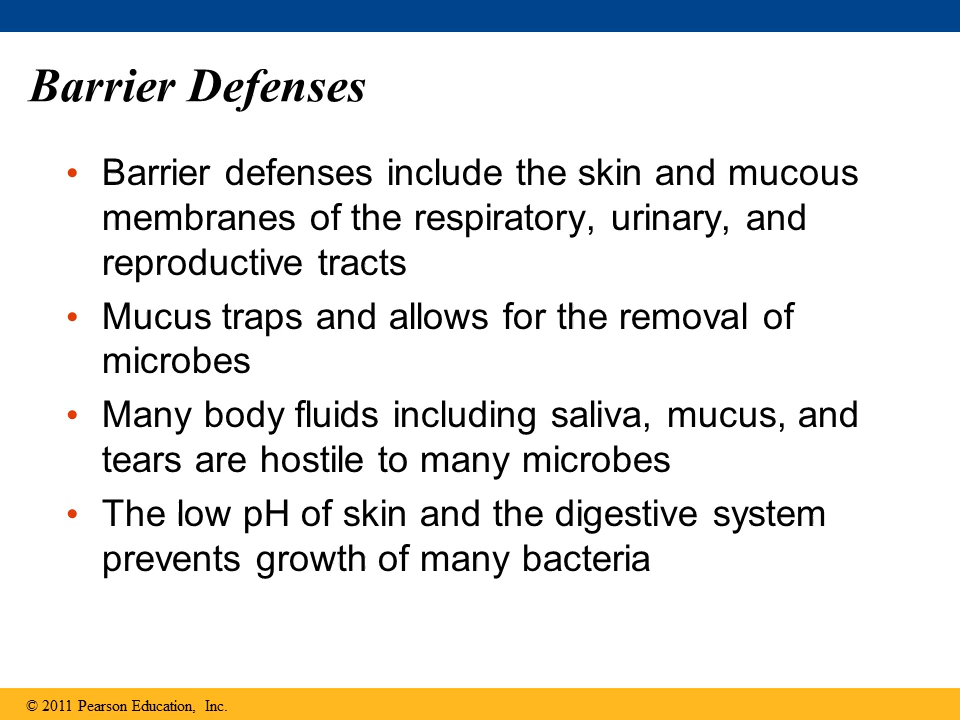 Barrier Defenses
• Barrier defenses include the skin and mucous
membranes of the respiratory, urinary, and
reproductive tracts
• Mucus traps and allows for the removal of
microbes
• Many body fluids including saliva, mucus, and
tears are hostile to many microbes
• The low pH of skin and the digestive system
prevents growth of many bacteria
© 2011 Pearson Education, Inc.